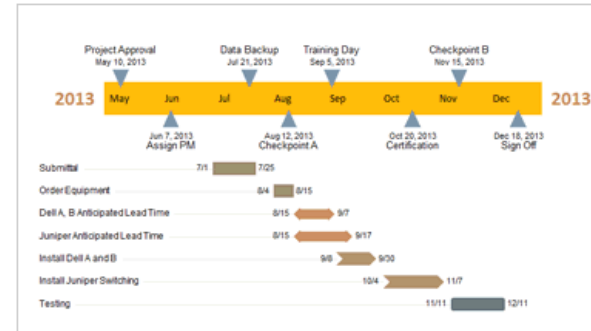 Project Approval
May 10, 2013
Data Backup
Jul 21, 2013
Training Day
Sep 5, 2013
Checkpoint B
Nov 15, 2013
2013 May Jun Jul Aug Sep Oct Nov Dec 2013
Jun 7, 2013
Assign PM
Aug 12, 2013
Checkpoint A
Oct 20, 2013
Certification
Dec 18, 2013
Sign Off
Submittal 7/1 7/25
Order Equipment 8/4 8/15
Dell A, B Anticipated Lead Time 8/15 9/7
Juniper Anticipated Lead Time 8/15 9/17
Install Dell A and B 9/8 9/30
Install Juniper Switching 10/4 11/7
Testing 11/11 12/11